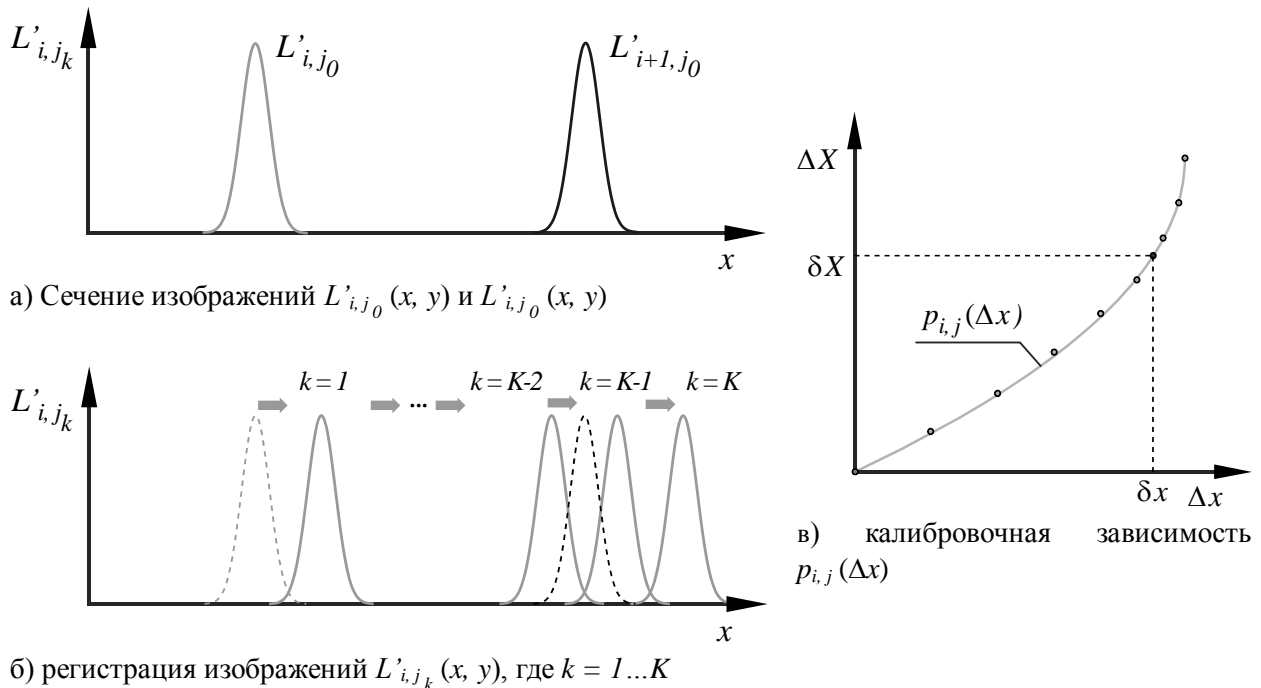 L’i, jk
L’i, j0
L’i+1, j0
x
а) Сечение изображений L’i, j0 (x, y) и L’i, j0 (x, y)
L’i, jk
k = 1
...
k = K-2
k = K-1
k = K
x
б) регистрация изображений L’i, jk (x, y), где k = 1...K
ΔX
δX
pi, j (Δx)
δx Δx
в) калибровочная зависимость
pi, j (Δx)